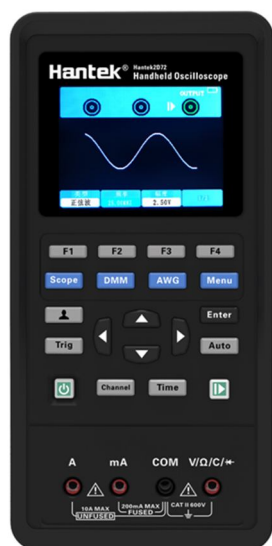 Hantek®
Hantek2D72
Handheld Oscilloscope
OUTPUT
正弦波
2.50V
F1 F2 F3 F4
Scope DMM AWG Menu
Enter
Trig Auto
Channel Time
A mA COM V/Ω/C/
10A MAX
UNFUSED
200mA MAX
FUSED
CAT II 600V